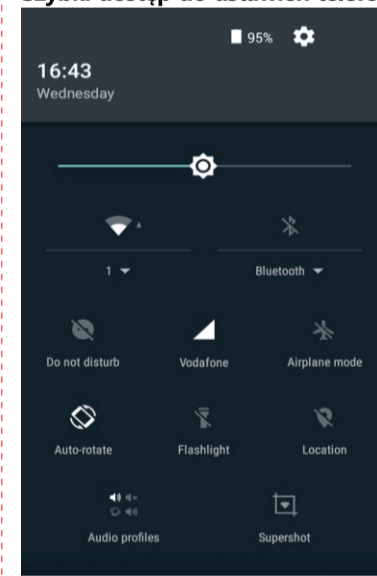 95%
16:43
Wednesday
1
Bluetooth
Do not disturb
Vodafone
Airplane mode
Auto-rotate
Flashlight
Location
Audio profiles
Supershot